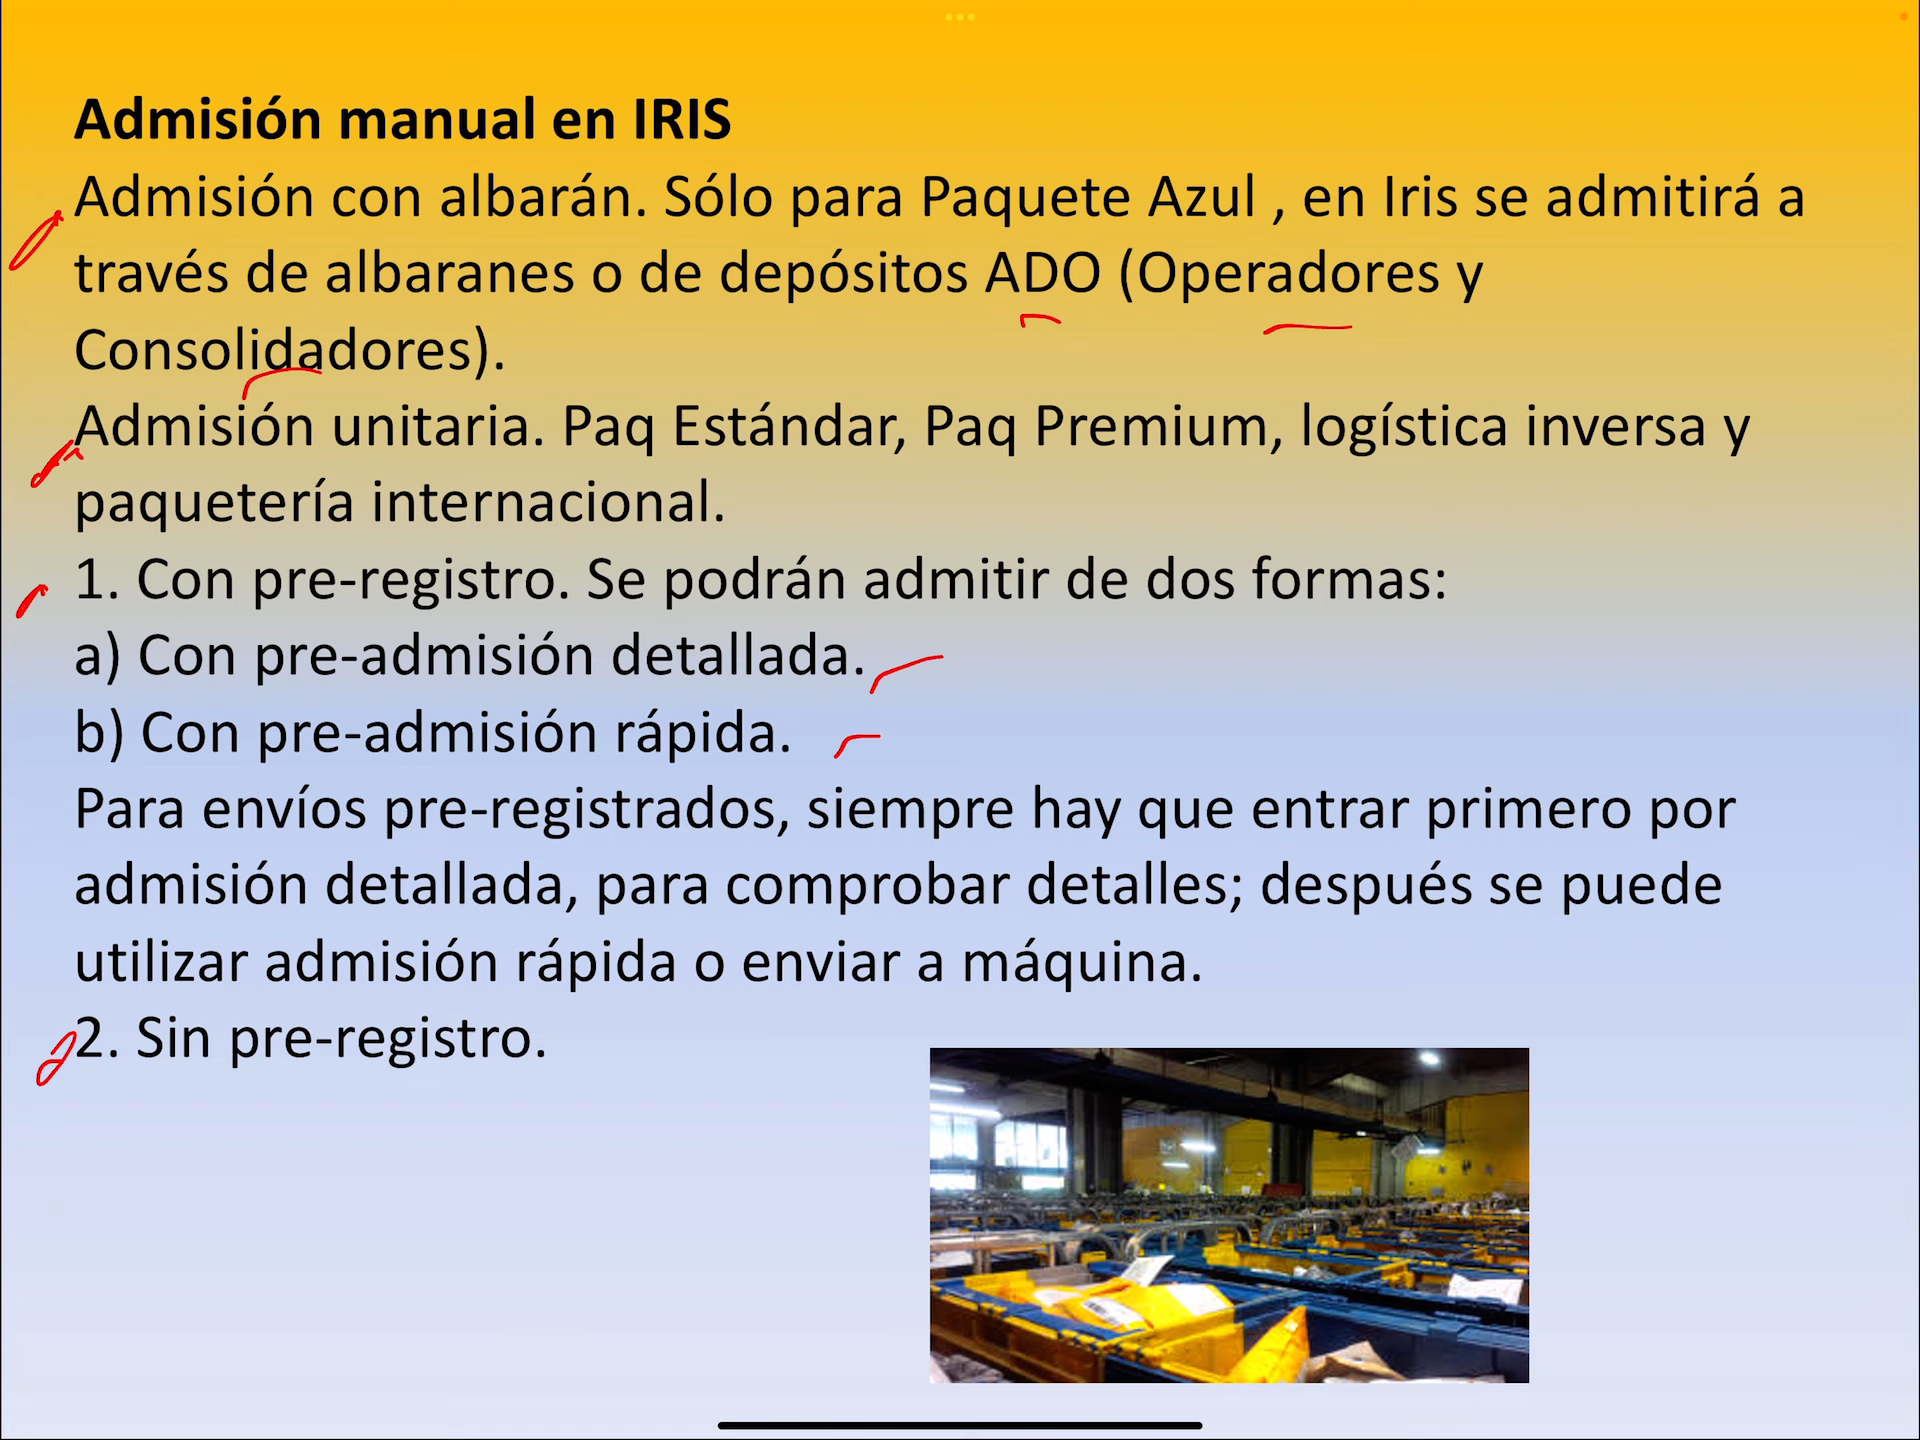 Admisión manual en IRIS
Admisión con albarán. Sólo para Paquete Azul , en Iris se admitirá a
través de albaranes o de depósitos ADO (Operadores y
Consolidadores).
Admisión unitaria. Paq Estándar, Paq Premium, logística inversa y
paquetería internacional.
1. Con pre-registro. Se podrán admitir de dos formas:
a) Con pre-admisión detallada.
b) Con pre-admisión rápida.
Para envíos pre-registrados, siempre hay que entrar primero por
admisión detallada, para comprobar detalles; después se puede
utilizar admisión rápida o enviar a máquina.
2. Sin pre-registro.